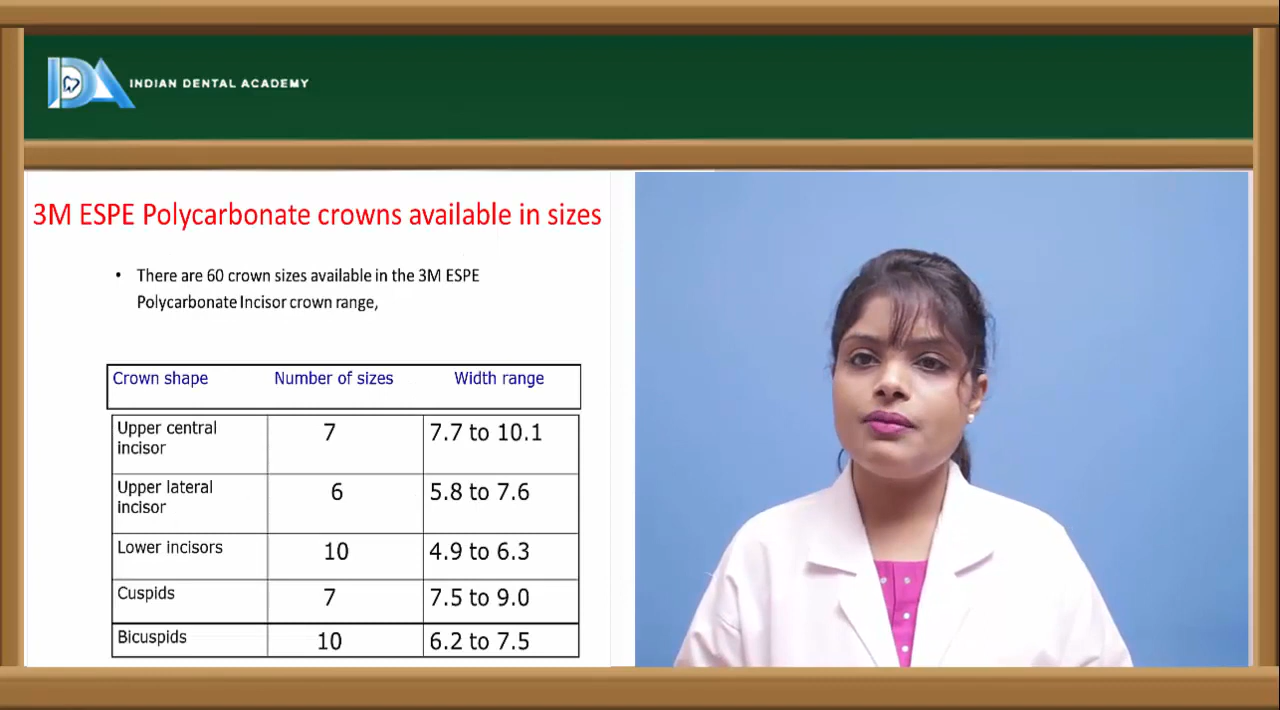 IDA INDIAN DENTAL ACADEMY
3M ESPE Polycarbonate crowns available in sizes
• There are 60 crown sizes available in the 3M ESPE
Polycarbonate Incisor crown range,
Crown shape Number of sizes Width range
Upper central
incisor
7
7.7 to 10.1
Upper lateral
incisor
6
5.8 to 7.6
Lower incisors 10 4.9 to 6.3
Cuspids 7 7.5 to 9.0
Bicuspids 10 6.2 to 7.5